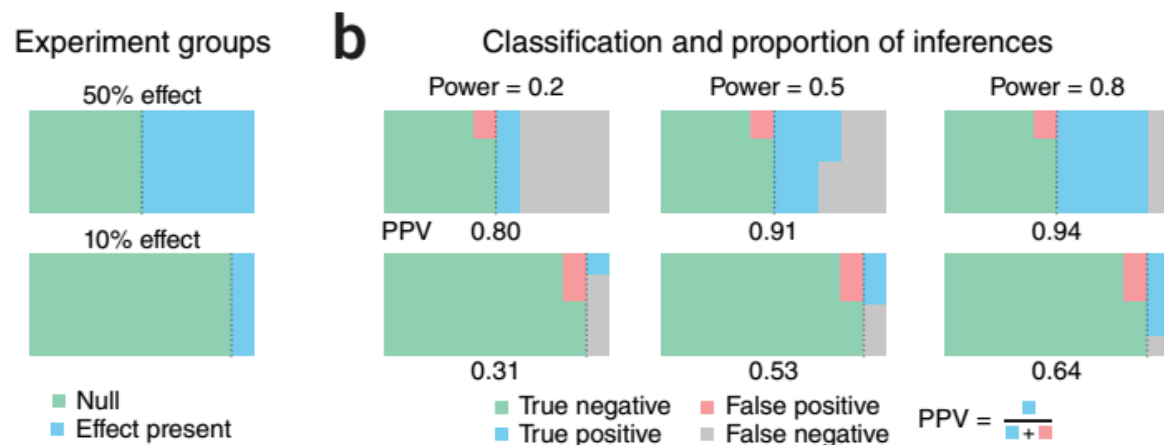 Experiment groups
50% effect
10% effect
Null
Effect present
b
Classification and proportion of inferences
Power = 0.2
Power = 0.5
Power = 0.8
PPV 0.80
0.91
0.94
0.31
0.53
0.64
True negative
False positive
True positive
False negative
PPV =
+